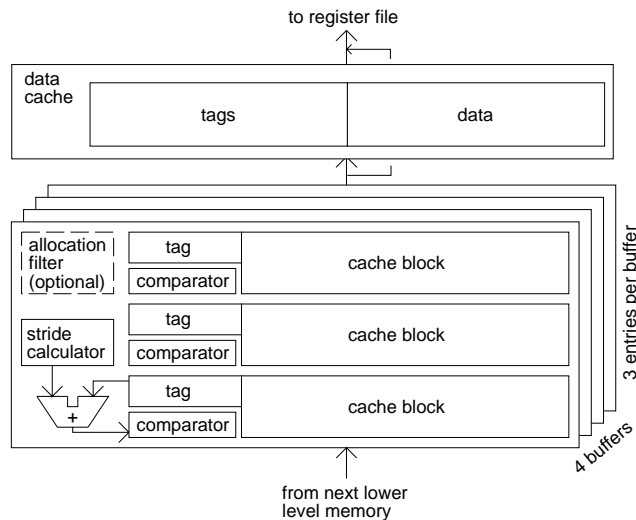 to register file
data
cache
tags
data
allocation
filter
(optional)
tag
comparator
cache block
tag
comparator
cache block
stride
calculator
+
tag
comparator
cache block
3 entries per buffer
4 buffers
from next lower
level memory